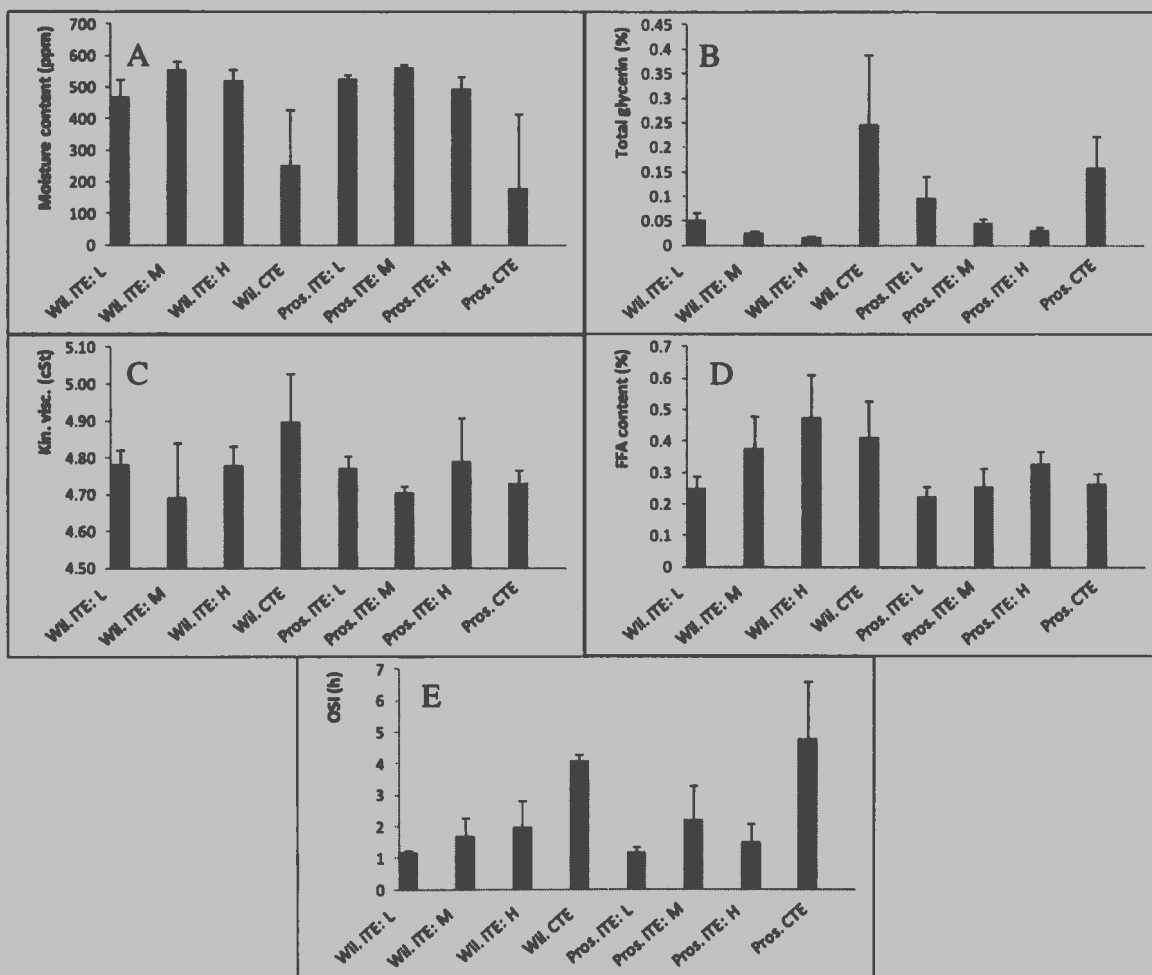 A
Moisture content (ppm)
700
600
500
400
300
200
100
0
Wil. ITE: L
Wil. ITE: M
Wil. ITE: H
Wil. CTE
Pros. ITE: L
Pros. ITE: M
Pros. ITE: H
Pros. CTE
B
Total glycerin (%)
0.45
0.4
0.35
0.3
0.25
0.2
0.15
0.1
0.05
0
Wil. ITE: L
Wil. ITE: M
Wil. ITE: H
Wil. CTE
Pros. ITE: L
Pros. ITE: M
Pros. ITE: H
Pros. CTE
C
Kin. visc. (cSt)
5.10
5.00
4.90
4.80
4.70
4.60
4.50
Wil. ITE: L
Wil. ITE: M
Wil. ITE: H
Wil. CTE
Pros. ITE: L
Pros. ITE: M
Pros. ITE: H
Pros. CTE
D
FFA content (%)
0.7
0.6
0.5
0.4
0.3
0.2
0.1
0
Wil. ITE: L
Wil. ITE: M
Wil. ITE: H
Wil. CTE
Pros. ITE: L
Pros. ITE: M
Pros. ITE: H
Pros. CTE
E
OSI (h)
7
6
5
4
3
2
1
0
Wil. ITE: L
Wil. ITE: M
Wil. ITE: H
Wil. CTE
Pros. ITE: L
Pros. ITE: M
Pros. ITE: H
Pros. CTE